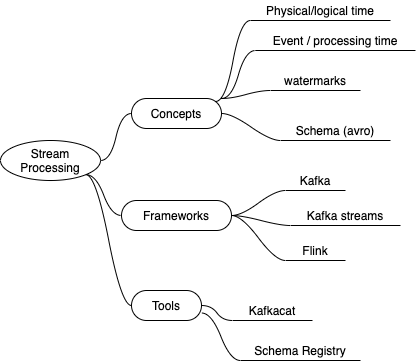 Physical/logical time
Event / processing time
watermarks
Concepts
Schema (avro)
Stream
Processing
Kafka
Frameworks
Kafka streams
Flink
Tools
Kafkacat
Schema Registry